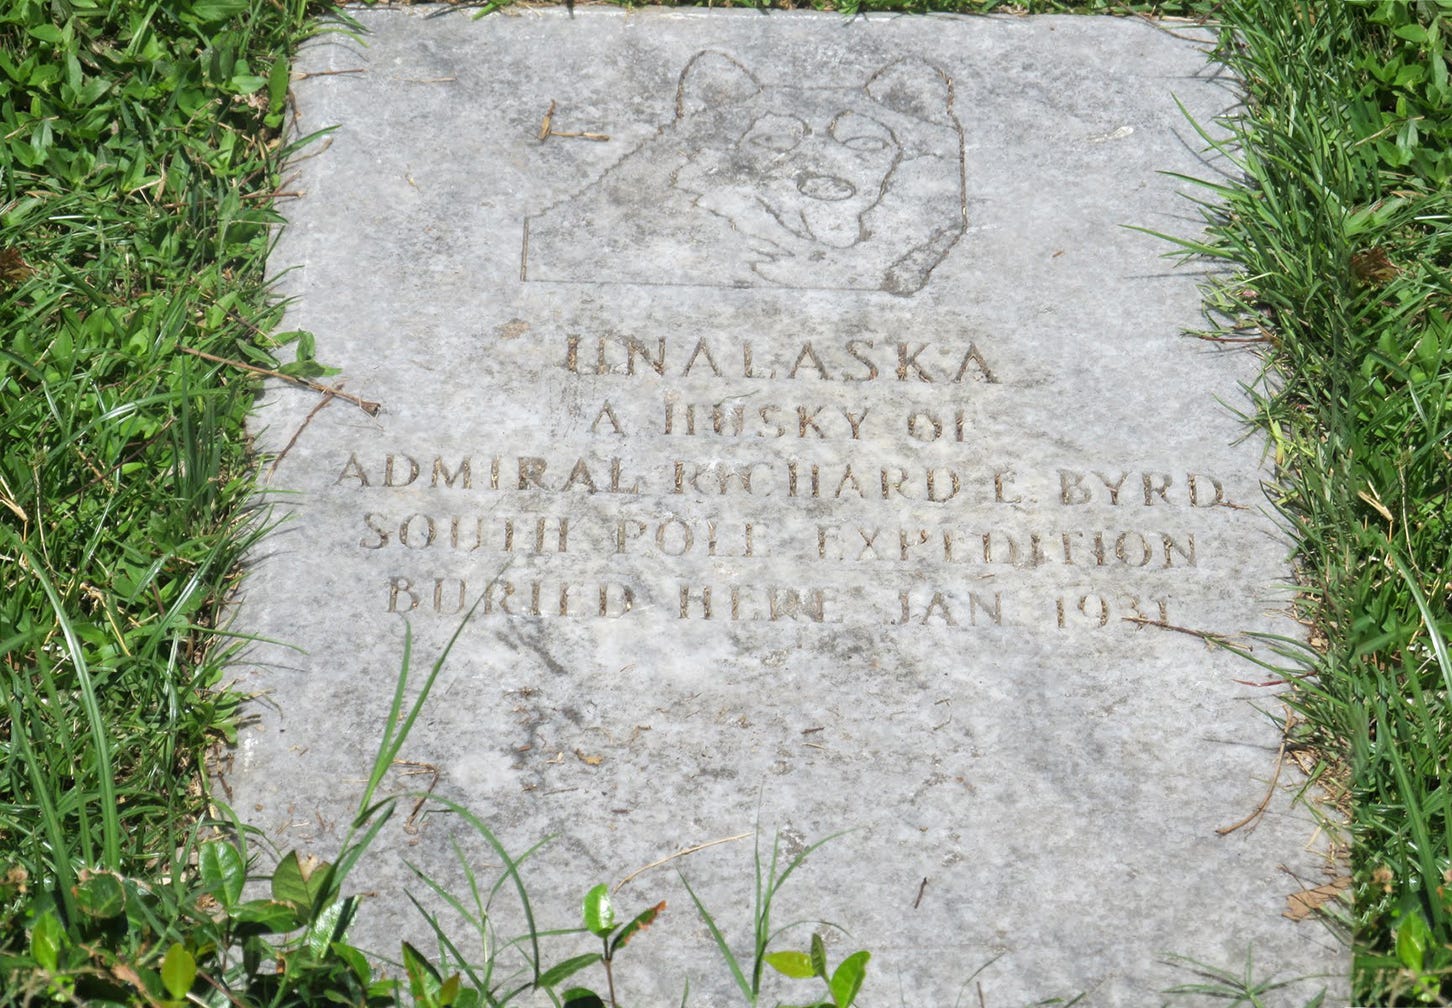 UNALASKA
A HUSKY OF
ADMIRAL RICHARD E. BYRD
SOUTH POLE EXPEDITION
BURIED HERE JAN 1931